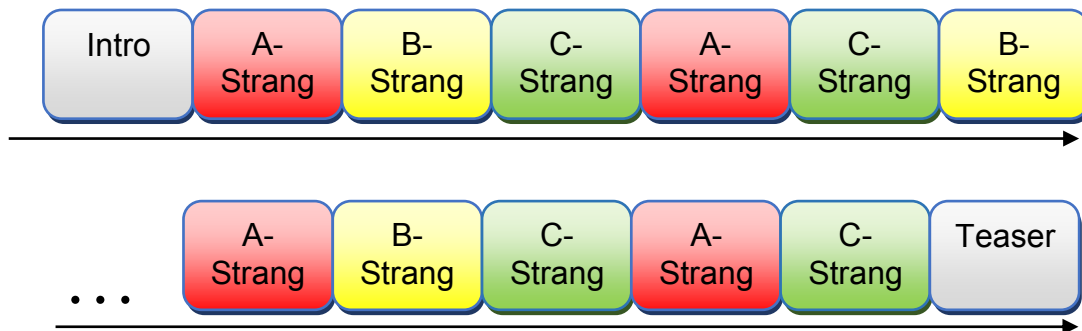 Intro
A-
Strang
B-
Strang
C-
Strang
A-
Strang
C-
Strang
B-
Strang
...
A-
Strang
B-
Strang
C-
Strang
A-
Strang
C-
Strang
Teaser